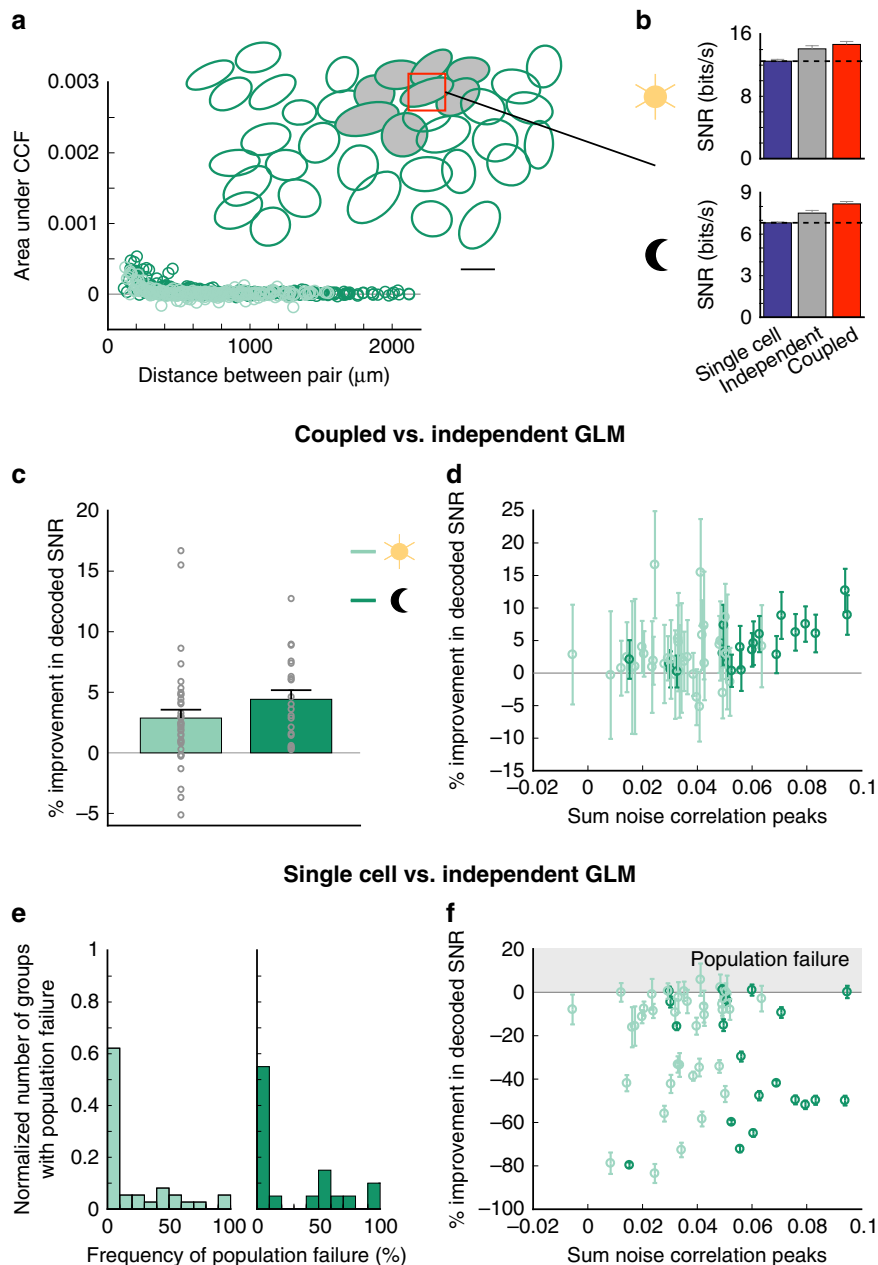 a
Area under CCF
0.003
0.002
0.001
0
0 200 1000 2000
Distance between pair (μm)
b
SNR (bits/s)
16
12
8
4
0
SNR (bits/s)
9
6
3
0
Single cell
Independent
Coupled
Coupled vs. independent GLM
c
% improvement in decoded SNR
20
15
10
5
0
–5
d
% improvement in decoded SNR
25
20
15
10
5
0
–5
–10
–15
–0.02 0 0.02 0.04 0.06 0.08 0.1
Sum noise correlation peaks
Single cell vs. independent GLM
e
Normalized number of groups
with population failure
1
0.8
0.6
0.4
0.2
0
50 100
50 100
Frequency of population failure (%)
f
% improvement in decoded SNR
20
0
–20
–40
–60
–80
–100
Population failure
–0.02 0 0.02 0.04 0.06 0.08 0.1
Sum noise correlation peaks